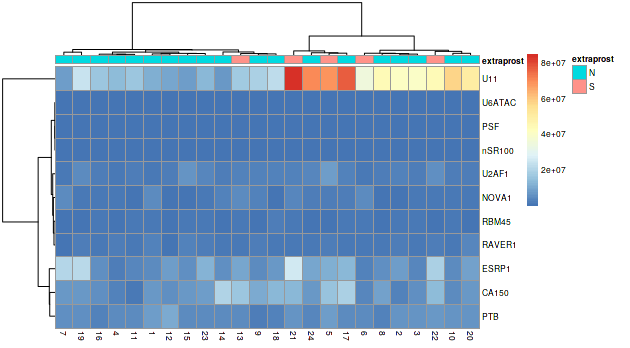 extraprost
U11
U6ATAC
PSF
nSR100
U2AF1
NOVA1
RBM45
RAVER1
ESRP1
CA150
PTB
7 19 16 4 11 1 12 15 23 14 13 9 18 21 24 5 17 6 8 2 3 22 10 20
8e+07
6e+07
4e+07
2e+07
extraprost
N
S